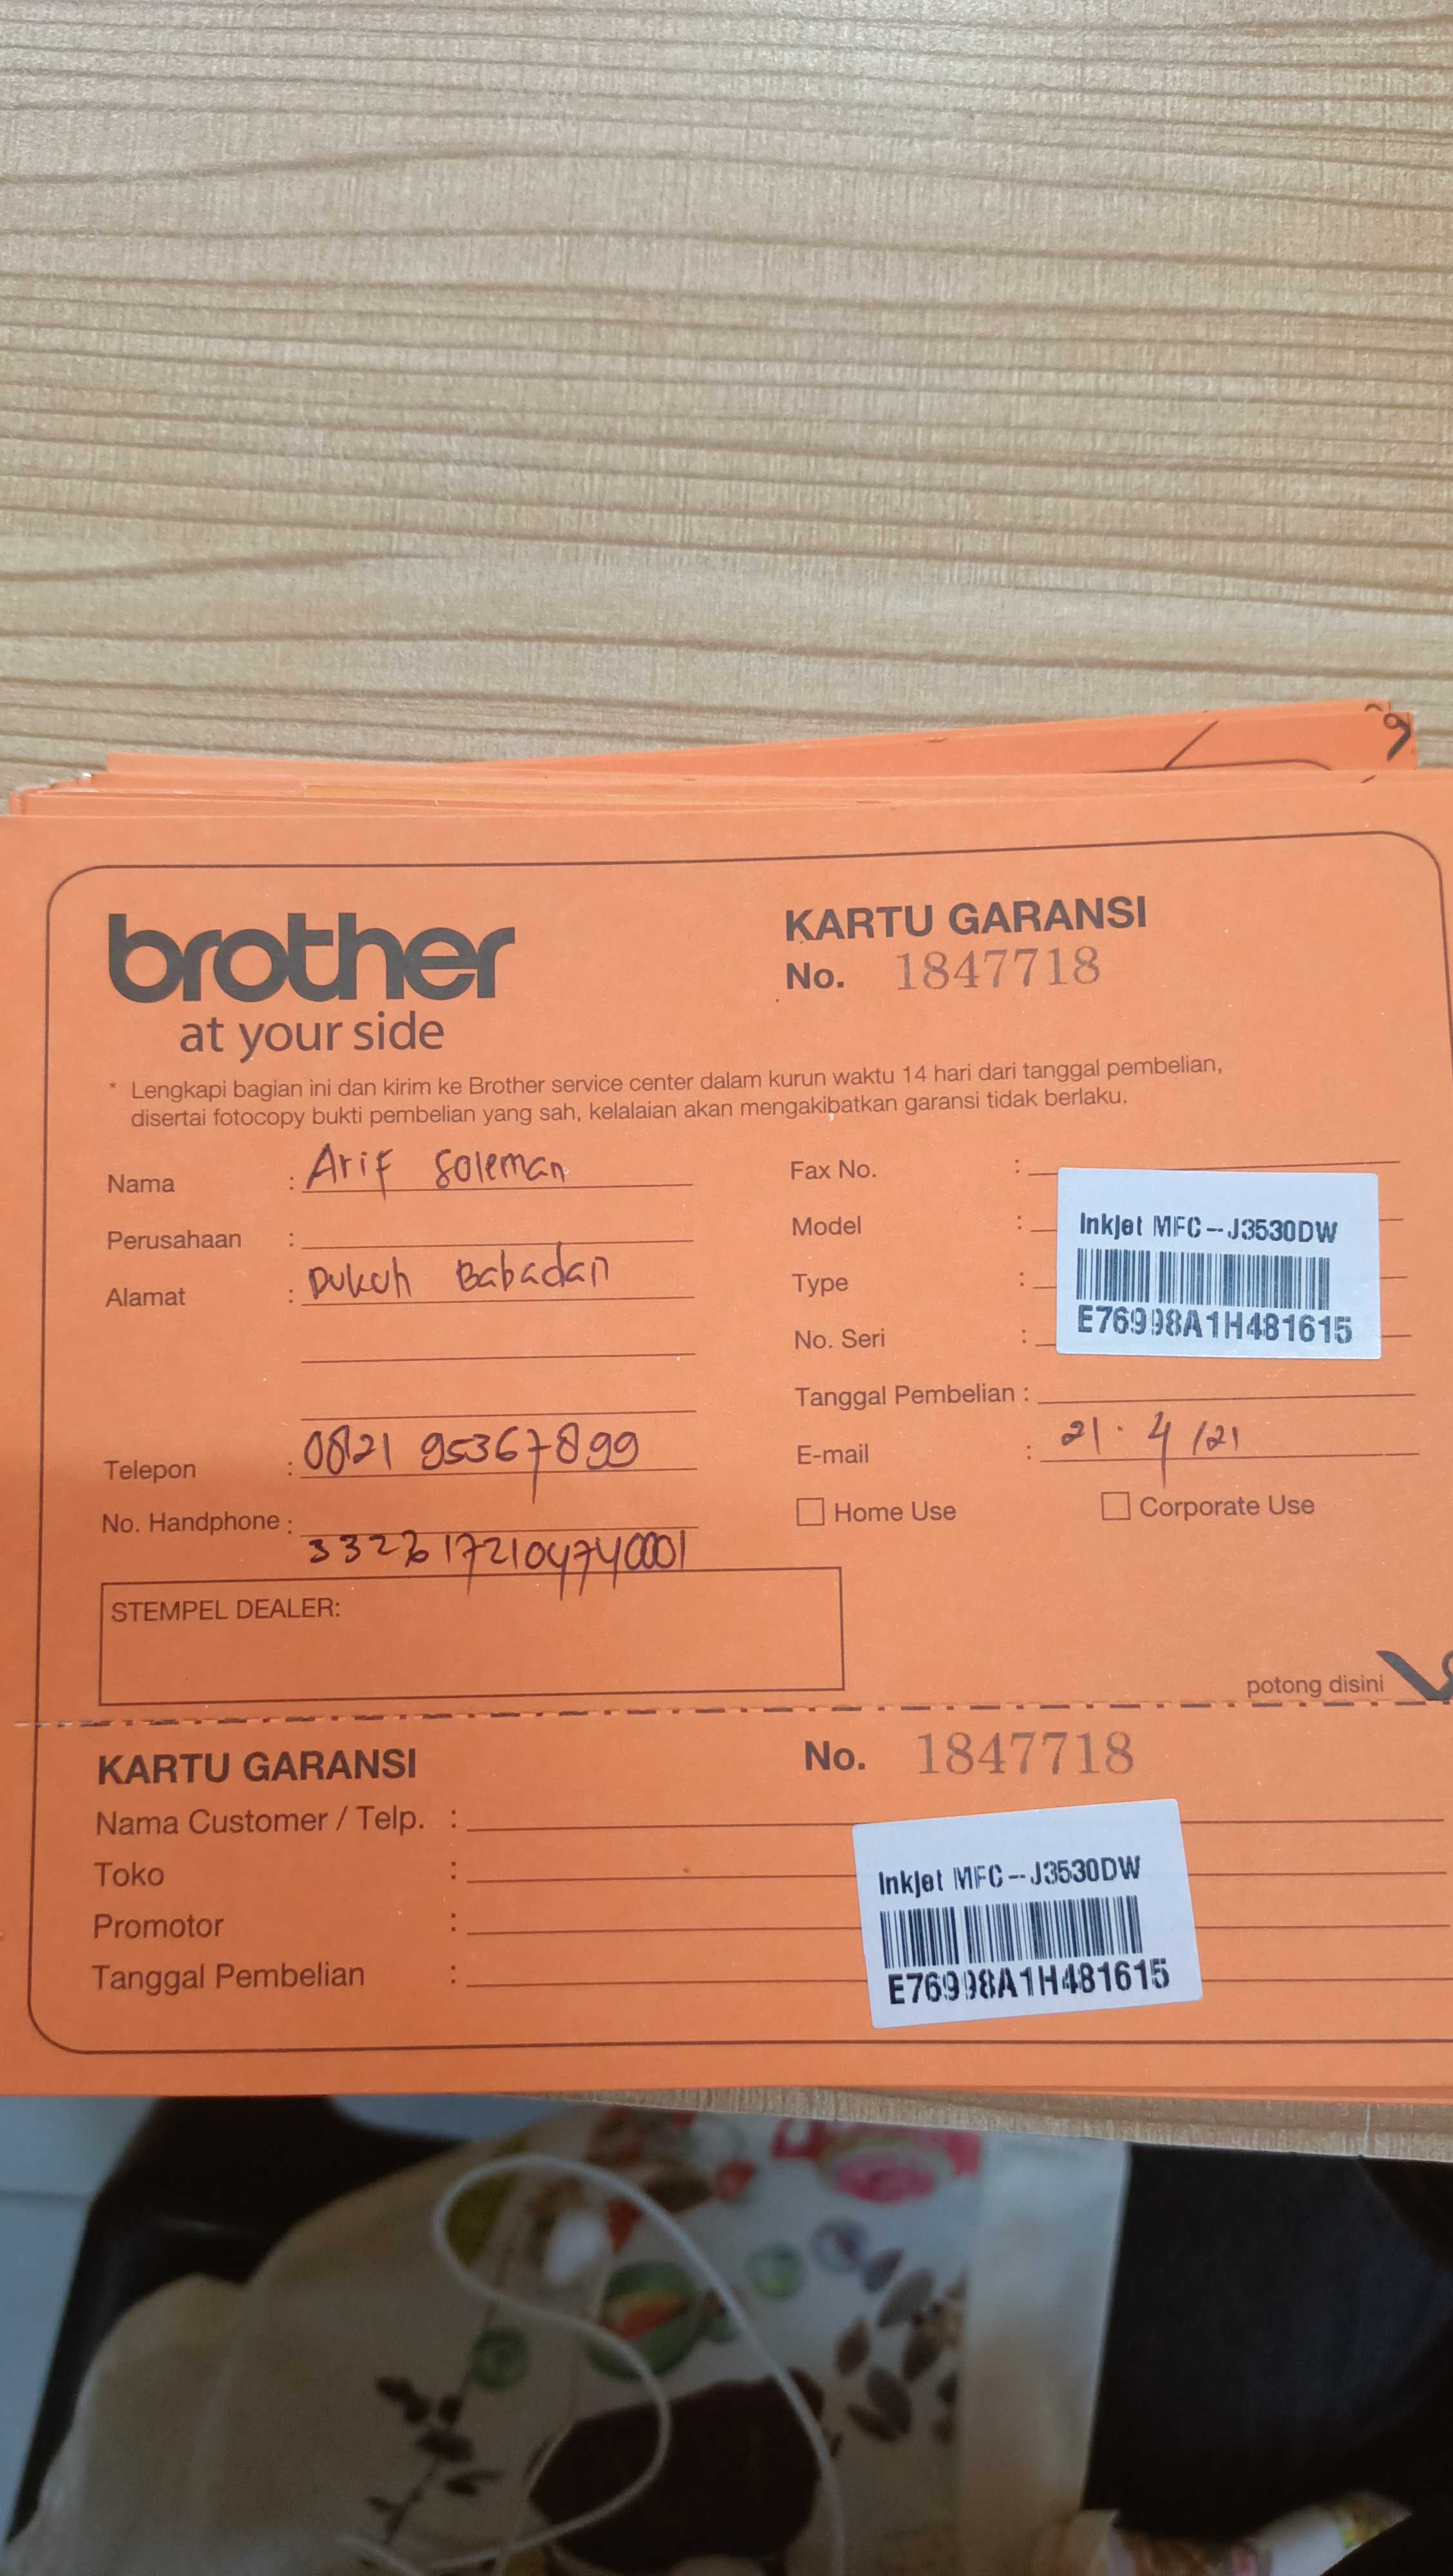 brother
at your side
KARTU GARANSI
No. 1847718
* Lengkapi bagian ini dan kirim ke Brother service center dalam kurun waktu 14 hari dari tanggal pembelian,
disertai fotocopy bukti pembelian yang sah, kelalaian akan mengakibatkan garansi tidak berlaku.
Nama : Arif Soleman
Perusahaan :
Alamat : Dukuh Babadan
Telepon : 0821 95367899
No. Handphone :
Fax No. :
Model :
Type :
No. Seri :
InkJet MFC-J3530DW
E76998A1H481615
Tanggal Pembelian :
E-mail : 21 . 4 /21
Home Use Corporate Use
STEMPEL DEALER:
potong disini
KARTU GARANSI No. 1847718
Nama Customer / Telp. :
Toko :
Promotor :
Tanggal Pembelian :
InkJet MFC-J3530DW
E76998A1H481615